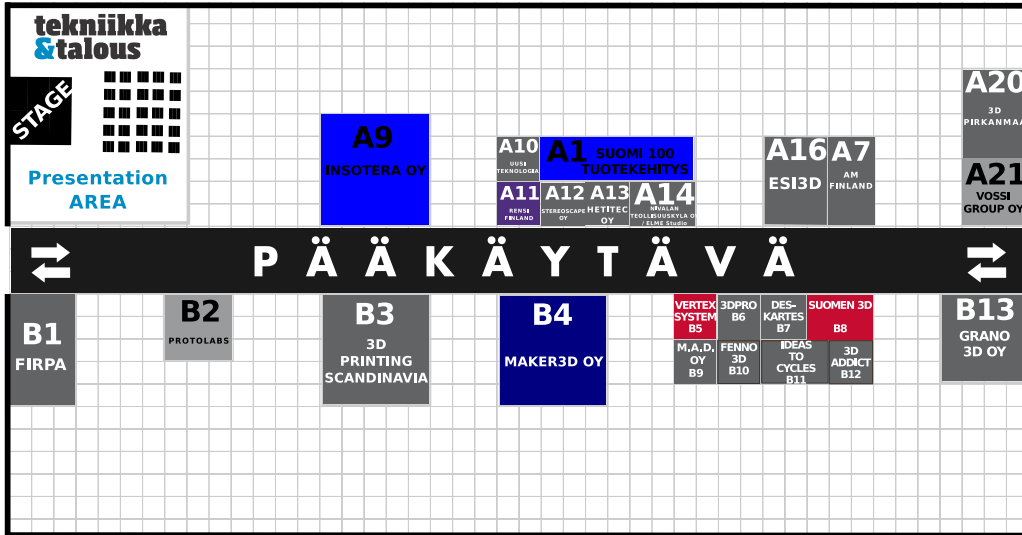 tekniikka
&talous
STAGE
Presentation
AREA
A9
INSOTERA OY
A10
UUSI
TEKNOLOGIA
A1 SUOMI 100
TUOTEKEHITYS
A11
RENSI
FINLAND
A12
STEREOSCAPE
OY
A13
HETITEC
OY
A14
NIVALAN
TEOLLISUUSKYLÄ OY
/ ELME Studio
A16
ESI3D
A7
AM
FINLAND
A20
3D
PIRKANMAA
A21
VOSSI
GROUP OY
PÄÄKÄYTÄVÄ
B1
FIRPA
B2
PROTOLABS
B3
3D
PRINTING
SCANDINAVIA
B4
MAKER3D OY
VERTEX
SYSTEM
B5
3DPRO
B6
DES-
KARTES
B7
SUOMEN 3D
B8
M.A.D.
OY
B9
FENNO
3D
B10
IDEAS
TO
CYCLES
B11
3D
ADDICT
B12
B13
GRANO
3D OY